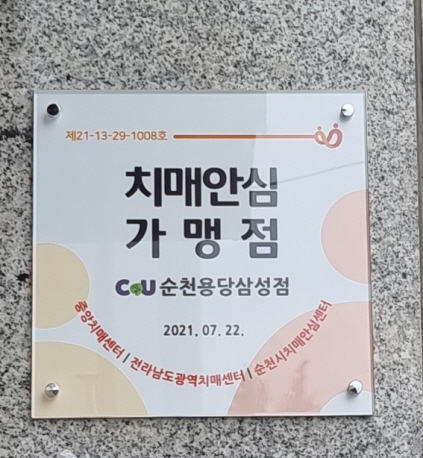 제21-13-29-1008호
치매안심
가맹점
CU 순천용당삼성점
2021. 07. 22.
중앙치매센터 | 전라남도광역치매센터 | 순천시치매안심센터